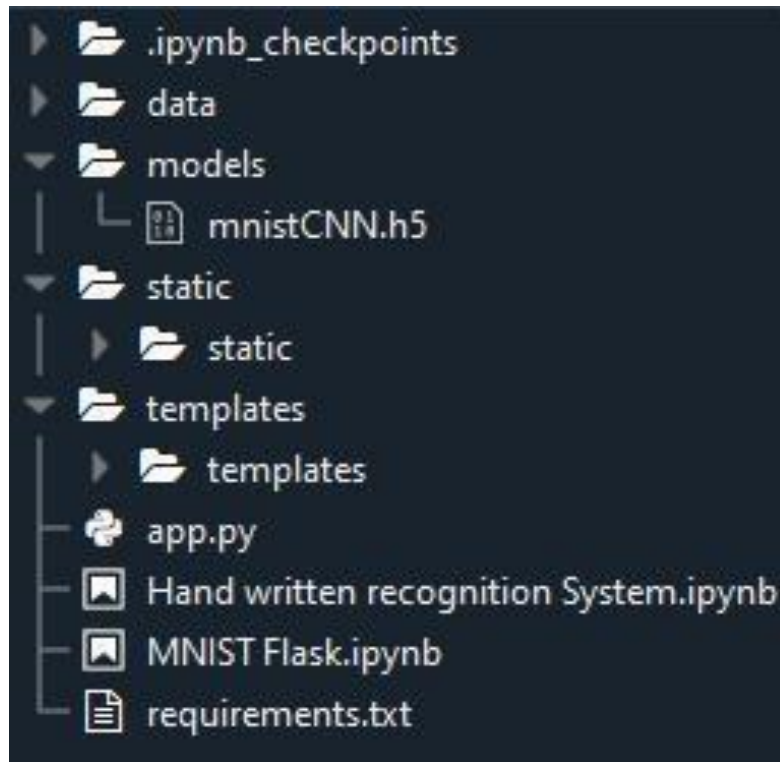 .ipynb_checkpoints
data
models
mnistCNN.h5
static
static
templates
templates
app.py
Hand written recognition System.ipynb
MNIST Flask.ipynb
requirements.txt